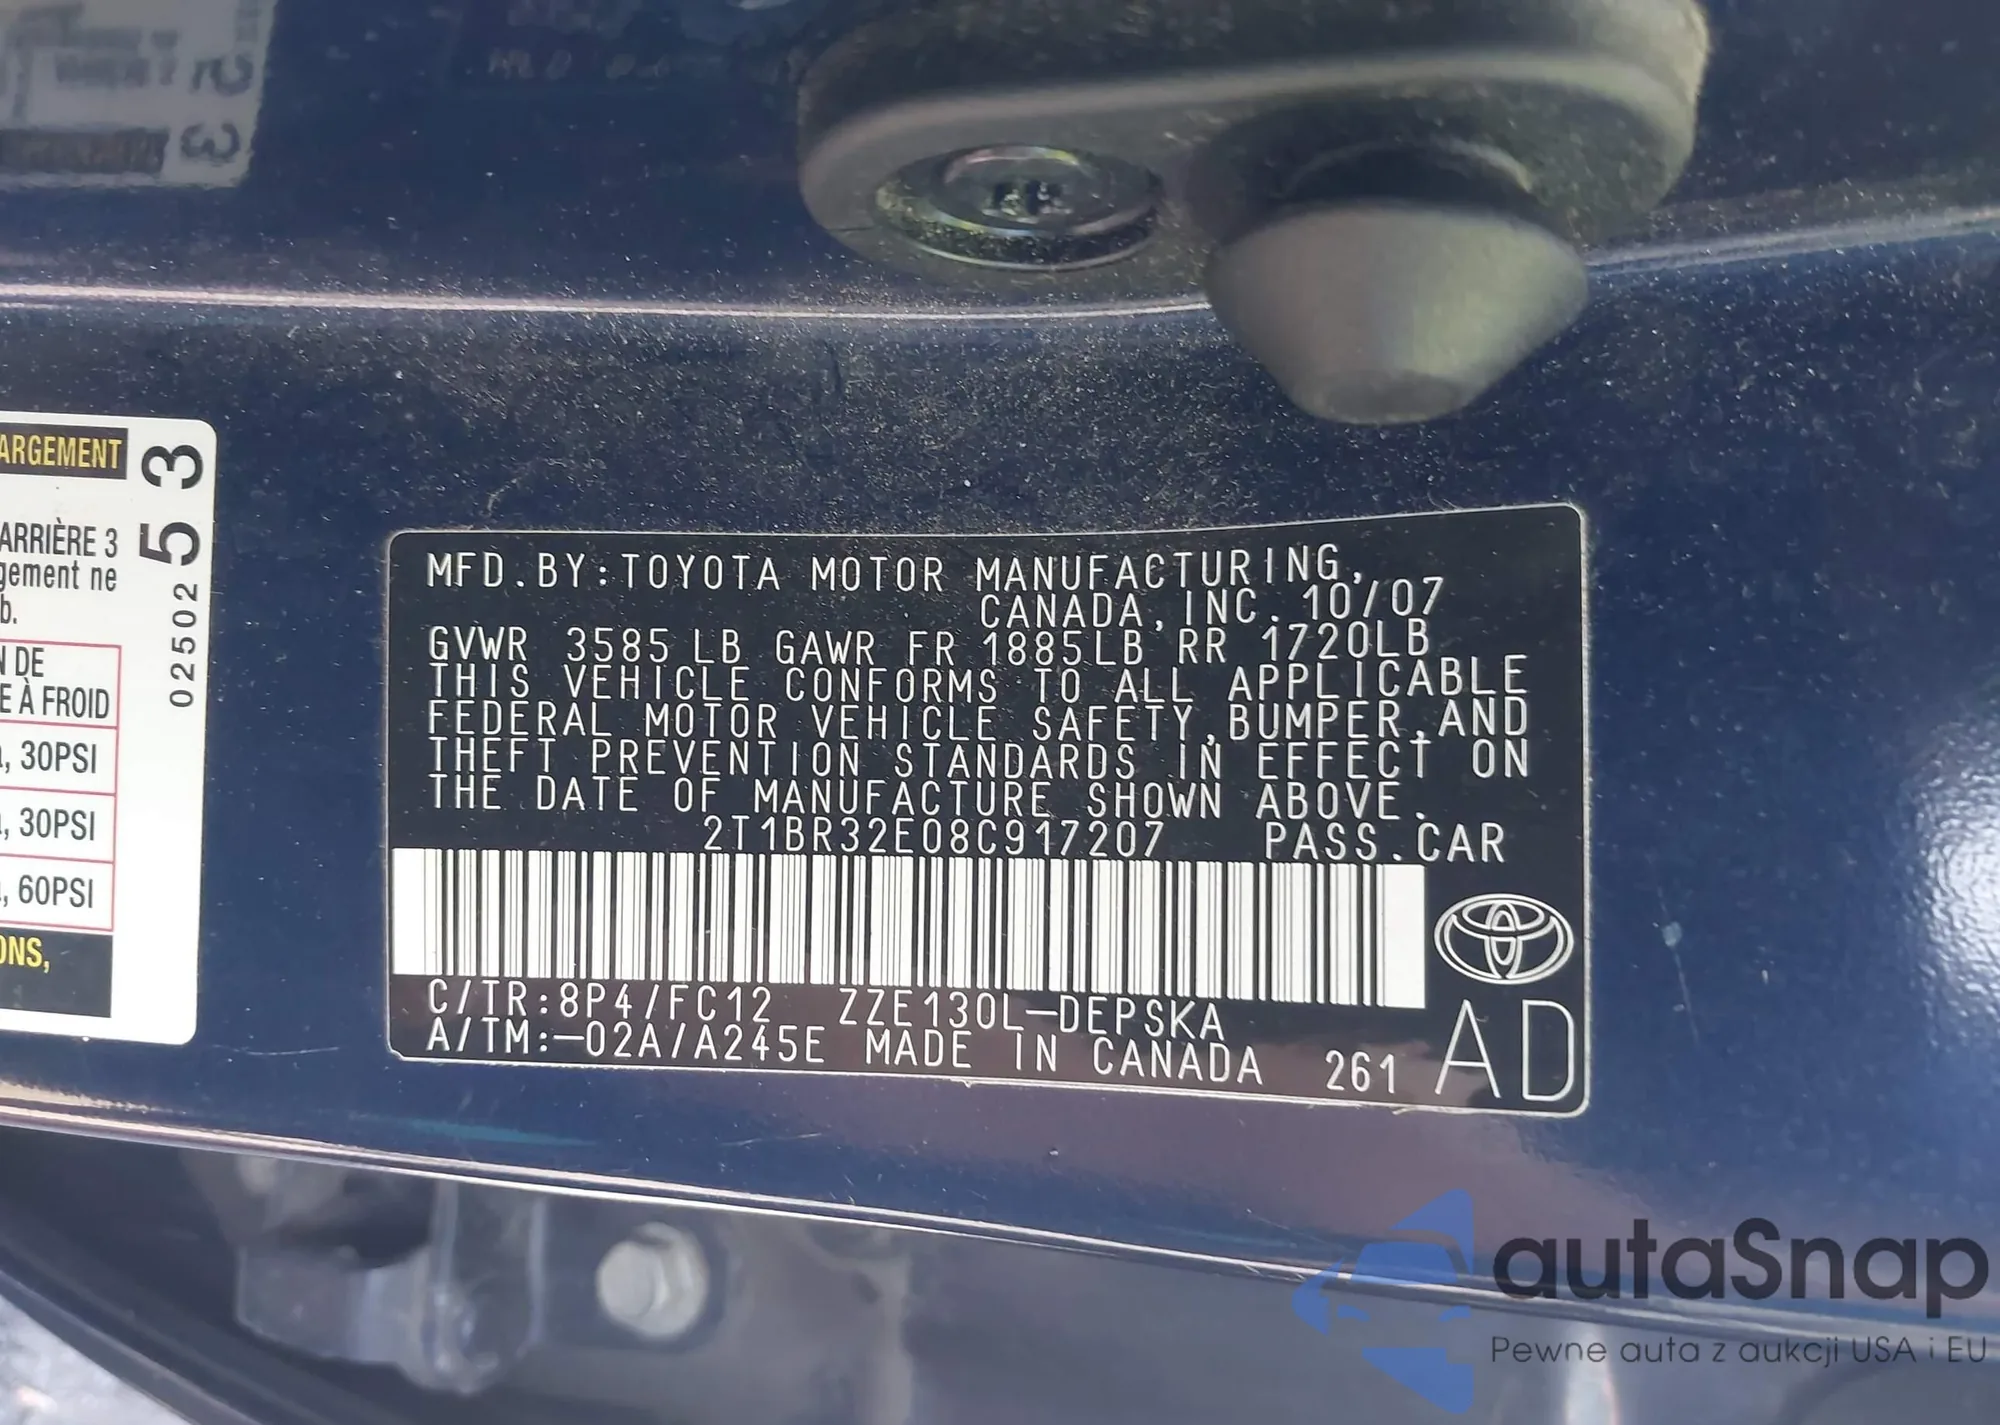 ARGEMENT
ARRIÈRE 3
gement ne
b.
N DE
E À FROID
, 30PSI
, 30PSI
, 60PSI
ONS,
02502 53
MFD.BY:TOYOTA MOTOR MANUFACTURING,
CANADA,INC. 10/07
GVWR 3585 LB GAWR FR 1885LB RR 1720LB
THIS VEHICLE CONFORMS TO ALL APPLICABLE
FEDERAL MOTOR VEHICLE SAFETY,BUMPER,AND
THEFT PREVENTION STANDARDS IN EFFECT ON
THE DATE OF MANUFACTURE SHOWN ABOVE.
2T1BR32E08C917207 PASS.CAR
C/TR:8P4/FC12 ZZE130L-DEPSKA
A/TM:-02A/A245E MADE IN CANADA 261 AD
autaSnap
Pewne auta z aukcji USA i EU